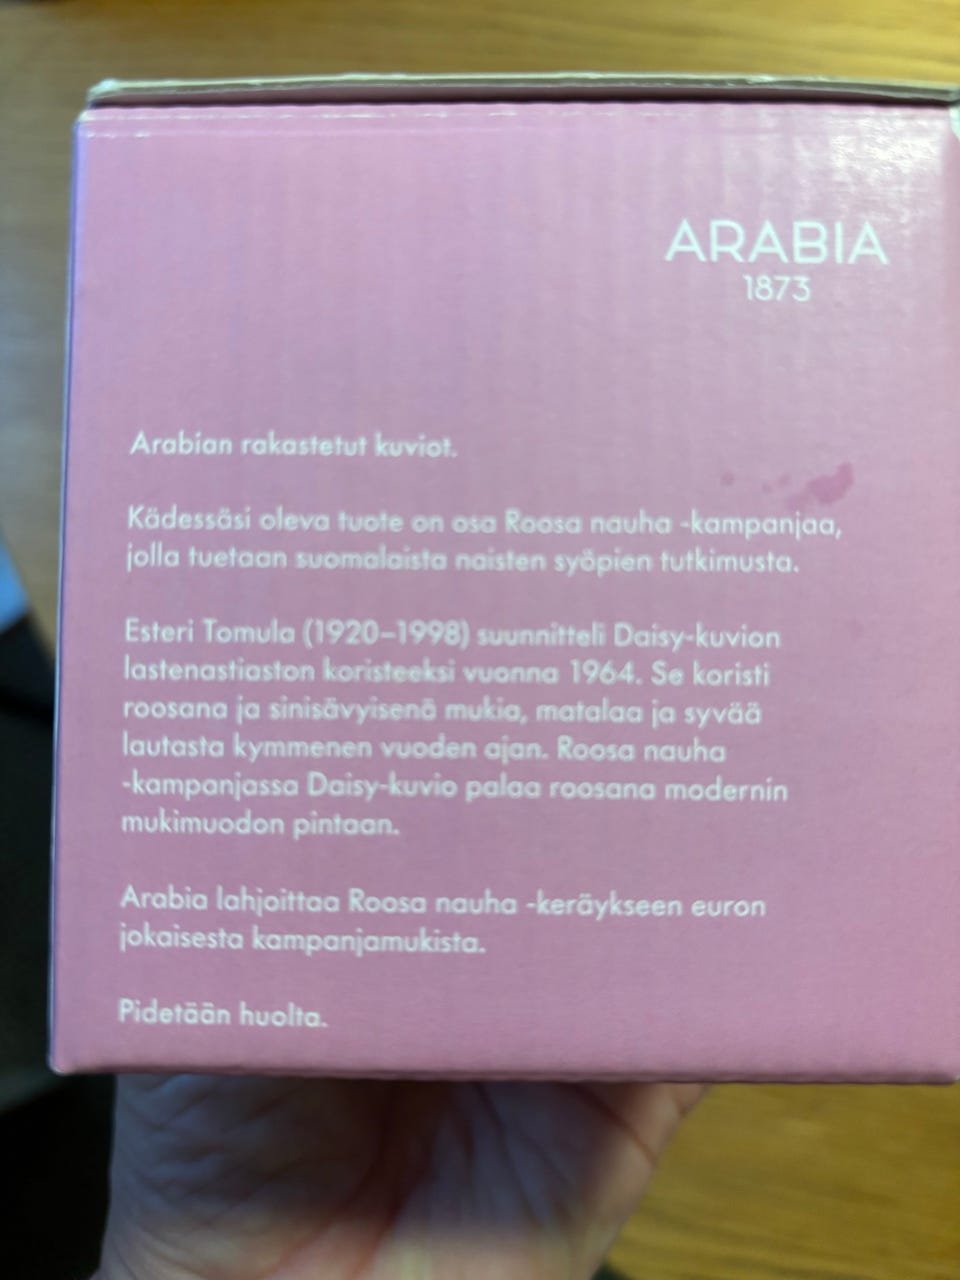 ARABIA
1873
Arabian rakastetut kuviot.
Kädessäsi oleva tuote on osa Roosa nauha -kampanjaa,
jolla tuetaan suomalaista naisten syöpien tutkimusta.
Esteri Tomula (1920–1998) suunnitteli Daisy-kuvion
lastenastiaston koristeeksi vuonna 1964. Se koristi
roosana ja sinisävyisenä mukia, matalaa ja syvää
lautasta kymmenen vuoden ajan. Roosa nauha
-kampanjassa Daisy-kuvio palaa roosana modernin
mukimuodon pintaan.
Arabia lahjoittaa Roosa nauha -keräykseen euron
jokaisesta kampanjamukista.
Pidetään huolta.